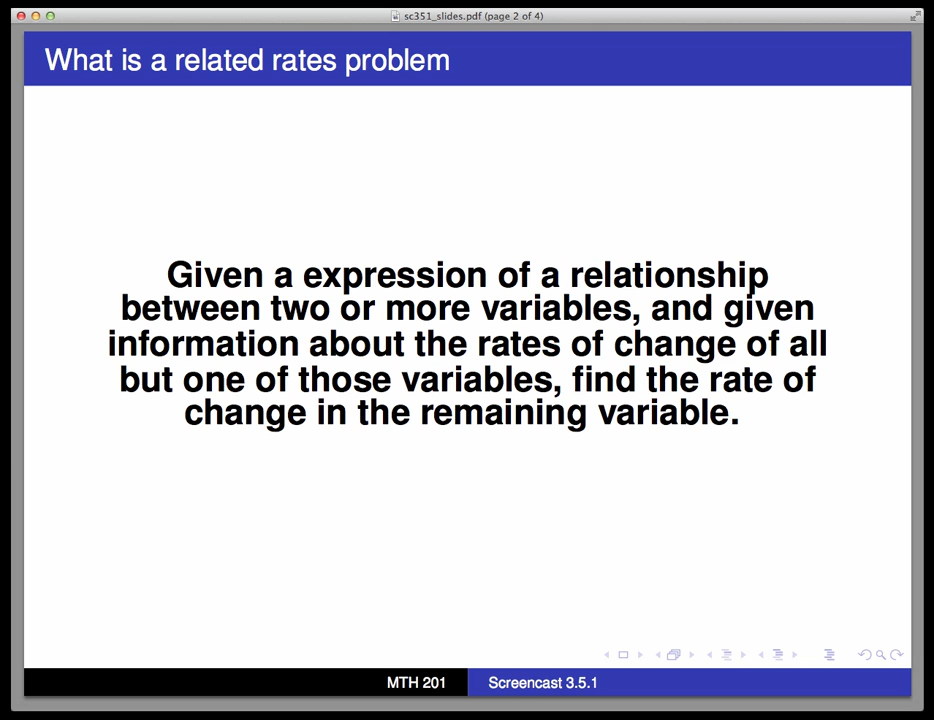 sc351_slides.pdf (page 2 of 4)
What is a related rates problem
Given a expression of a relationship
between two or more variables, and given
information about the rates of change of all
but one of those variables, find the rate of
change in the remaining variable.
MTH 201 Screencast 3.5.1